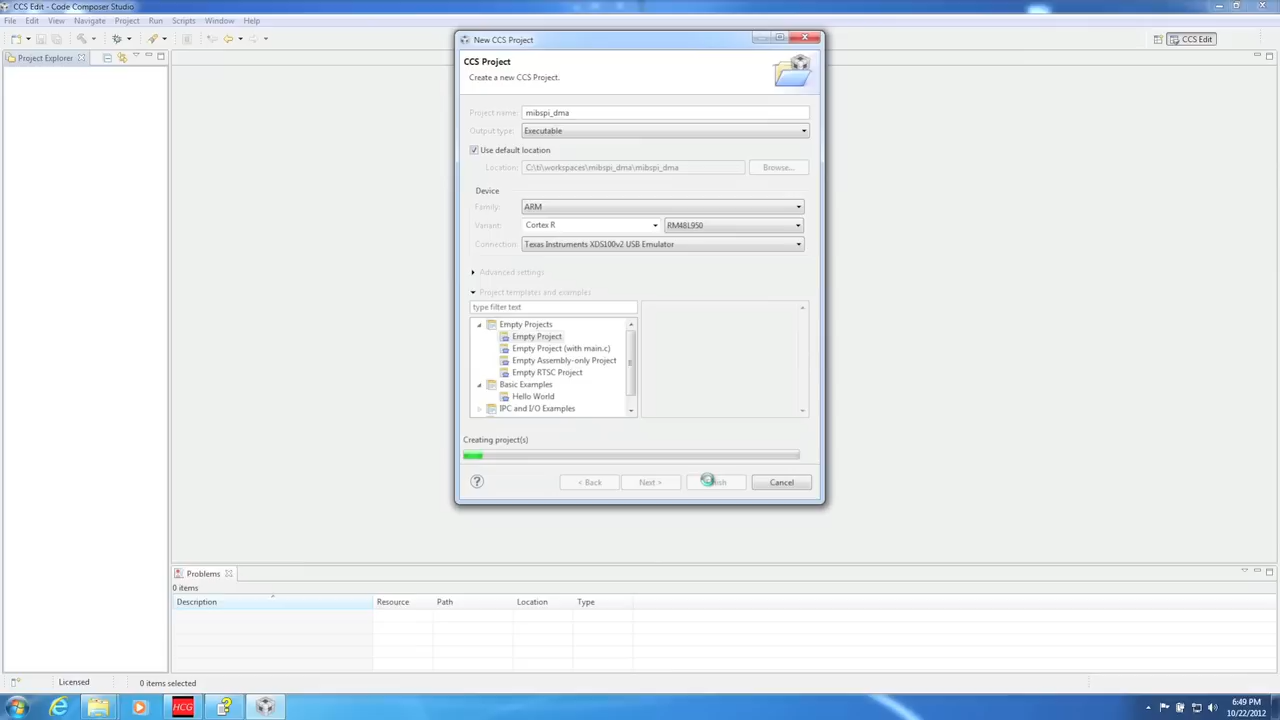 CCS Edit - Code Composer Studio
File Edit View Navigate Project Run Scripts Window Help
CCS Edit
Project Explorer
New CCS Project
CCS Project
Create a new CCS Project.
Project name: mibspi_dma
Output type: Executable
Use default location
Location: C:\ti\workspaces\mibspi_dma\mibspi_dma Browse...
Device
Family: ARM
Variant: Cortex R RM48L950
Connection: Texas Instruments XDS100v2 USB Emulator
Advanced settings
Project templates and examples
type filter text
Empty Projects
Empty Project
Empty Project (with main.c)
Empty Assembly-only Project
Empty RTSC Project
Basic Examples
Hello World
IPC and I/O Examples
Creating project(s)
< Back Next > Cancel
Problems
0 items
Description Resource Path Location Type
Licensed 0 items selected
HCG
6:49 PM
10/22/2012